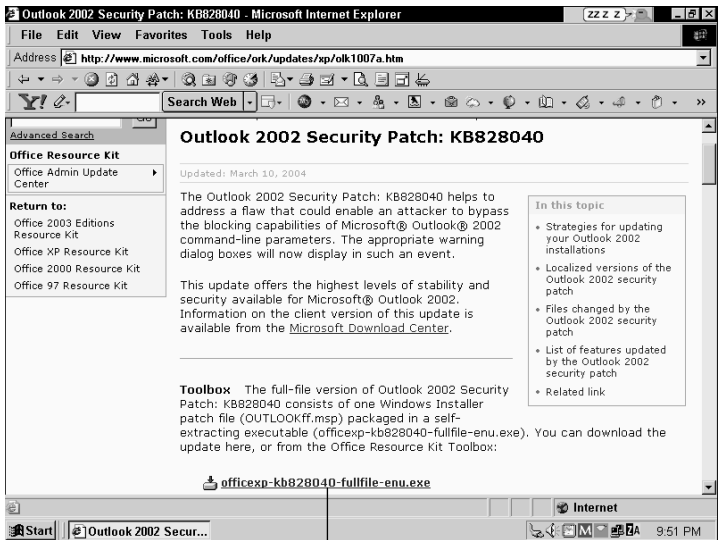 Outlook 2002 Security Patch: KB828040 - Microsoft Internet Explorer
zz z z
File Edit View Favorites Tools Help
Address http://www.microsoft.com/office/ork/updates/xp/olk1007a.htm
Y! Search Web
Advanced Search
Office Resource Kit
Office Admin Update
Center
Return to:
Office 2003 Editions
Resource Kit
Office XP Resource Kit
Office 2000 Resource Kit
Office 97 Resource Kit
Outlook 2002 Security Patch: KB828040
Updated: March 10, 2004
The Outlook 2002 Security Patch: KB828040 helps to
address a flaw that could enable an attacker to bypass
the blocking capabilities of Microsoft® Outlook® 2002
command-line parameters. The appropriate warning
dialog boxes will now display in such an event.
This update offers the highest levels of stability and
security available for Microsoft® Outlook 2002.
Information on the client version of this update is
available from the Microsoft Download Center.
In this topic
• Strategies for updating
your Outlook 2002
installations
• Localized versions of the
Outlook 2002 security
patch
• Files changed by the
Outlook 2002 security
patch
• List of features updated
by the Outlook 2002
security patch
• Related link
Toolbox The full-file version of Outlook 2002 Security
Patch: KB828040 consists of one Windows Installer
patch file (OUTLOOKff.msp) packaged in a self-
extracting executable (officexp-kb828040-fullfile-enu.exe). You can download the
update here, or from the Office Resource Kit Toolbox:
officexp-kb828040-fullfile-enu.exe
Internet
Start Outlook 2002 Secur... 9:51 PM